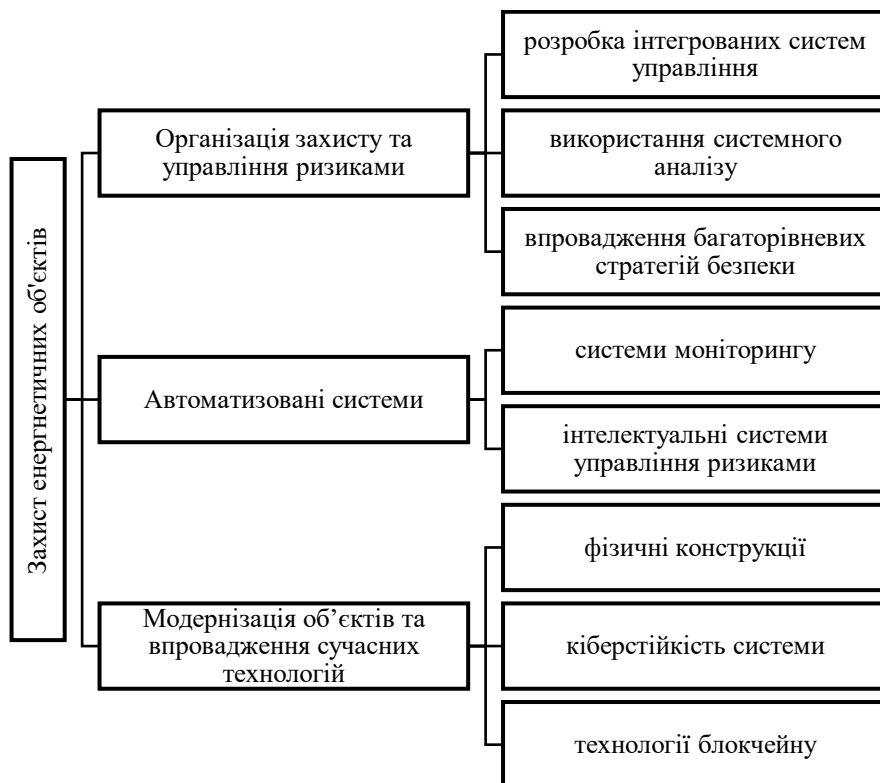 Захист енергнетичних об'єктів
Організація захисту та
управління ризиками
розробка інтегрованих систем
управління
використання системного
аналізу
впровадження багаторівневих
стратегій безпеки
Автоматизовані системи
системи моніторингу
інтелектуальні системи
управління ризиками
Модернізація об’єктів та
впровадження сучасних
технологій
фізичні конструкції
кіберстійкість системи
технології блокчейну